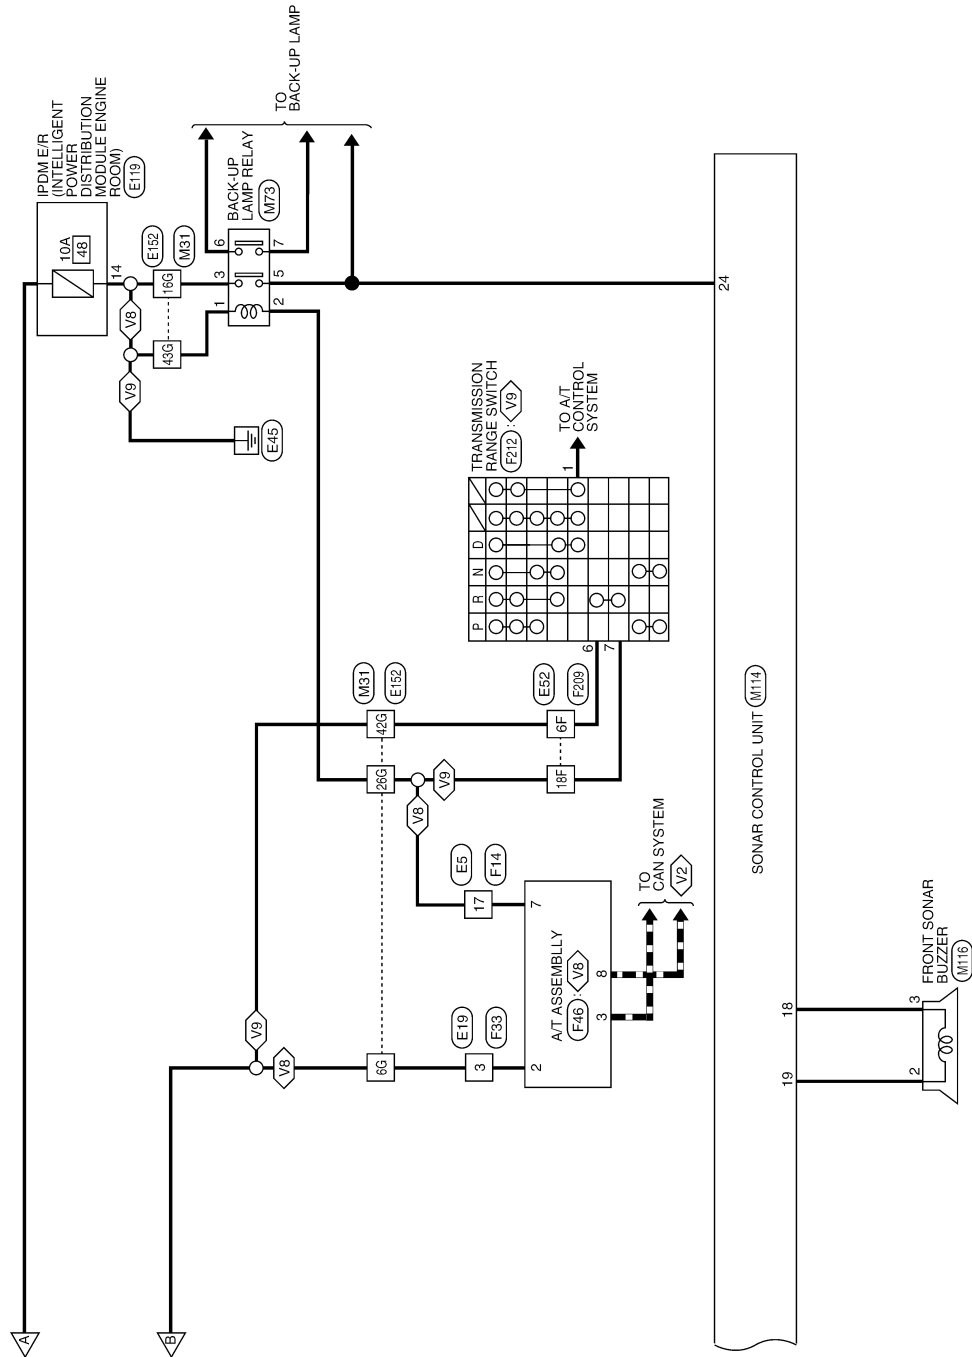 A
B
IPDM E/R
(INTELLIGENT
POWER
DISTRIBUTION
MODULE ENGINE
ROOM)
E119
10A
48
14
V8
V9
16G
43G
E152
M31
E45
BACK-UP
LAMP RELAY
M73
1
3
6
2
5
7
TO
BACK-UP LAMP
V9
V8
42G
26G
6G
M31
E152
V9
V8
E5
F14
17
E19
F33
3
E52
F209
6F
18F
TRANSMISSION
RANGE SWITCH
F212 : V9
P R N D
6
7
1
TO A/T
CONTROL
SYSTEM
A/T ASSEMBLLY
F46 : V8
2
7
3
8
TO
CAN SYSTEM
V2
SONAR CONTROL UNIT M114
24
19
18
2
3
FRONT SONAR
BUZZER
M116